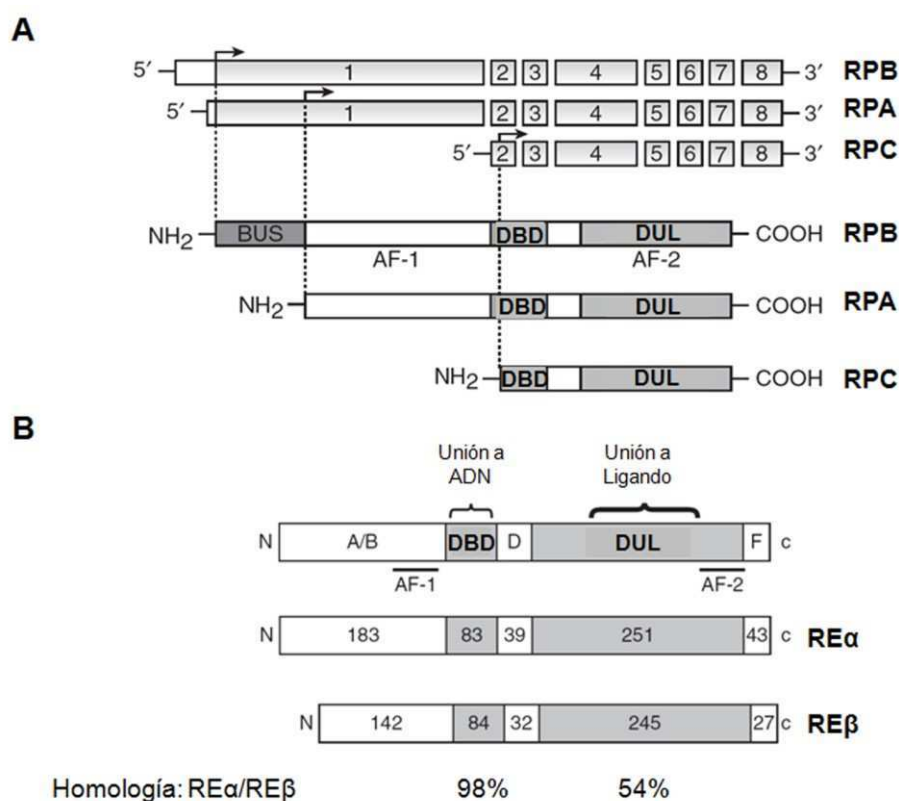 A
5′ 1 2 3 4 5 6 7 8 3′ RPB
5′ 1 2 3 4 5 6 7 8 3′ RPA
5′ 2 3 4 5 6 7 8 3′ RPC
NH2 BUS DBD DUL COOH RPB
AF-1 AF-2
NH2 DBD DUL COOH RPA
NH2 DBD DUL COOH RPC
B
Unión a
ADN
Unión a
Ligando
N A/B DBD D DUL F c
AF-1 AF-2
N 183 83 39 251 43 c REα
N 142 84 32 245 27 c REβ
Homología: REα/REβ 98% 54%